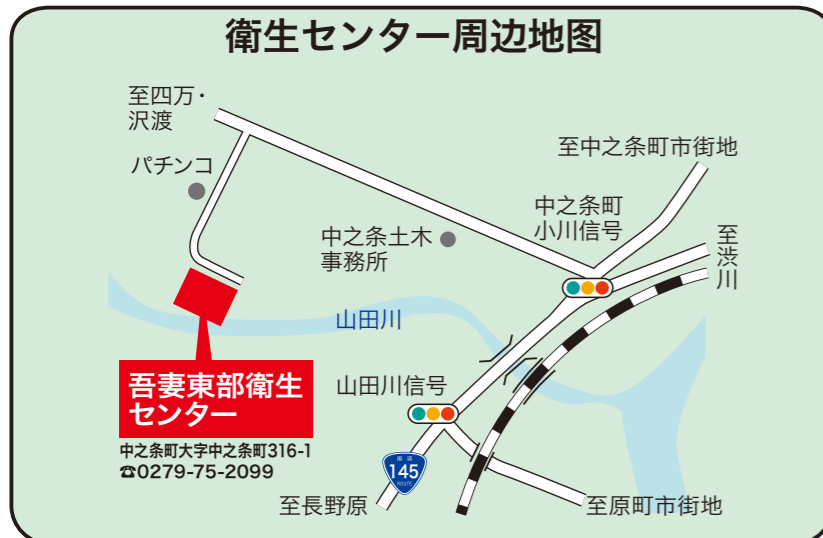 衛生センター周辺地図
至四万・
沢渡
パチンコ
至中之条町市街地
中之条町
小川信号
至渋川
中之条土木
事務所
山田川
山田川信号
吾妻東部衛生
センター
中之条町大字中之条町316-1
☎0279-75-2099
国道
145
ROUTE
至長野原
至原町市街地